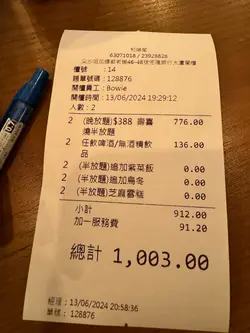 63071018 / 23928826
檯號 : 14
賬單號碼 : 128876
開檯員工 : Bowie
開檯時間 : 13/06/2024 19:29:12
人數 : 2
2 (晚放題)$388 壽喜 776.00
燒半放題
2 任飲啤酒/無酒精飲 136.00
品
2 (半放題)追加紫菜飯 0.00
2 (半放題)追加烏冬 0.00
2 (半放題)芝麻雪糕 0.00
小計 912.00
加一服務費 91.20
總計 1,003.00
經理 : 13/06/2024 20:58:36
單號 : 128876